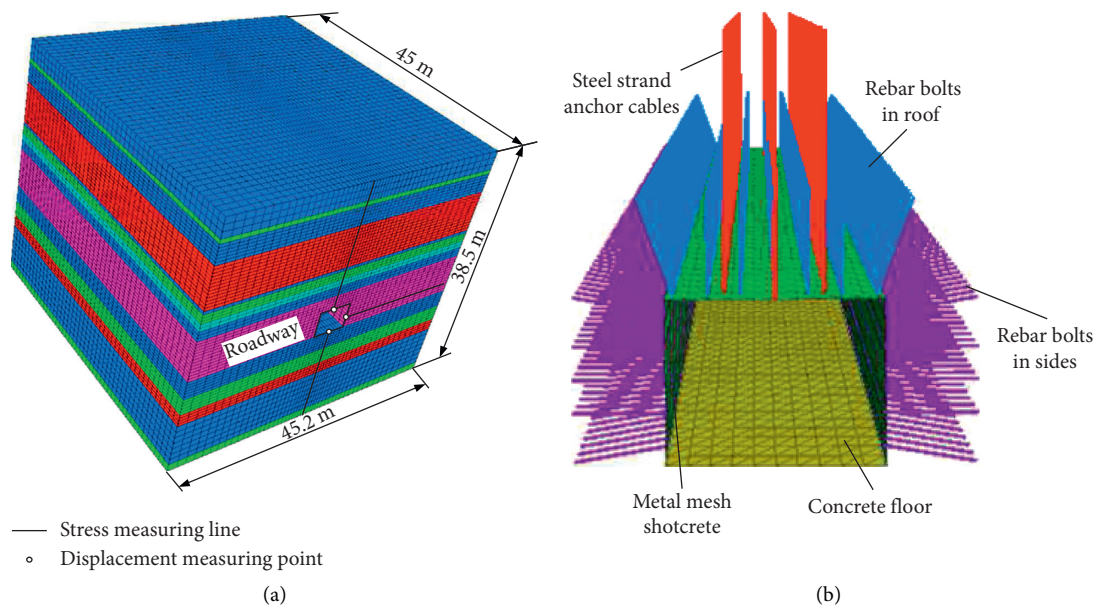 45 m
38.5 m
Roadway
45.2 m
Stress measuring line
Displacement measuring point
(a)
Steel strand
anchor cables
Rebar bolts
in roof
Rebar bolts
in sides
Metal mesh
shotcrete
Concrete floor
(b)